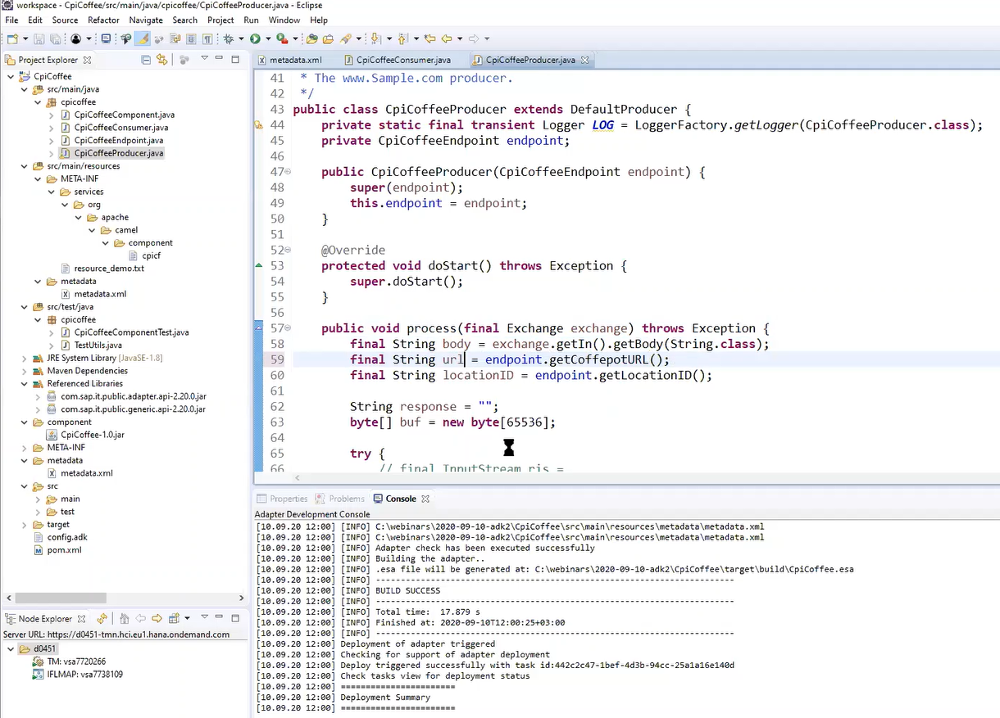 workspace - CpiCoffee/src/main/java/cpicoffee/CpiCoffeeProducer.java - Eclipse
File Edit Source Refactor Navigate Search Project Run Window Help
Project Explorer
CpiCoffee
src/main/java
cpicoffee
CpiCoffeeComponent.java
CpiCoffeeConsumer.java
CpiCoffeeEndpoint.java
CpiCoffeeProducer.java
src/main/resources
META-INF
services
org
apache
camel
component
cpicf
resource_demo.txt
metadata
metadata.xml
src/test/java
cpicoffee
CpiCoffeeComponentTest.java
TestUtils.java
JRE System Library [JavaSE-1.8]
Maven Dependencies
Referenced Libraries
com.sap.it.public.adapter.api-2.20.0.jar
com.sap.it.public.generic.api-2.20.0.jar
component
CpiCoffee-1.0.jar
META-INF
metadata
metadata.xml
src
main
test
target
config.adk
pom.xml
Node Explorer
Server URL: https://d0451-tmn.hci.eu1.hana.ondemand.com
d0451
TM: vsa7720266
IFLMAP: vsa7738109
metadata.xml CpiCoffeeConsumer.java CpiCoffeeProducer.java
41 * The www.Sample.com producer.
42 */
43 public class CpiCoffeeProducer extends DefaultProducer {
44 private static final transient Logger LOG = LoggerFactory.getLogger(CpiCoffeeProducer.class);
45 private CpiCoffeeEndpoint endpoint;
46
47 public CpiCoffeeProducer(CpiCoffeeEndpoint endpoint) {
48 super(endpoint);
49 this.endpoint = endpoint;
50 }
51
52 @Override
53 protected void doStart() throws Exception {
54 super.doStart();
55 }
56
57 public void process(final Exchange exchange) throws Exception {
58 final String body = exchange.getIn().getBody(String.class);
59 final String url = endpoint.getCoffepotURL();
60 final String locationID = endpoint.getLocationID();
61
62 String response = "";
63 byte[] buf = new byte[65536];
64
65 try {
66 // final InputStream ris =
Properties Problems Console
Adapter Development Console
[10.09.20 12:00] [INFO] C:\webinars\2020-09-10-adk2\CpiCoffee\src\main\resources\metadata\metadata.xml
[10.09.20 12:00] [INFO] C:\webinars\2020-09-10-adk2\CpiCoffee\src\main\resources\metadata\metadata.xml
[10.09.20 12:00] [INFO] Adapter check has been executed successfully
[10.09.20 12:00] [INFO] Building the adapter..
[10.09.20 12:00] [INFO] .esa file will be generated at: C:\webinars\2020-09-10-adk2\CpiCoffee\target\build\CpiCoffee.esa
[10.09.20 12:00] [INFO] ------------------------------------------------------------------------
[10.09.20 12:00] [INFO] BUILD SUCCESS
[10.09.20 12:00] [INFO] ------------------------------------------------------------------------
[10.09.20 12:00] [INFO] Total time: 17.879 s
[10.09.20 12:00] [INFO] Finished at: 2020-09-10T12:00:25+03:00
[10.09.20 12:00] [INFO] ------------------------------------------------------------------------
[10.09.20 12:00] Deployment of adapter triggered
[10.09.20 12:00] Checking for support of adapter deployment
[10.09.20 12:00] Deploy triggered successfully with task id:442c2c47-1bef-4d3b-94cc-25a1a16e140d
[10.09.20 12:00] Check tasks view for deployment status
[10.09.20 12:00] =======================
[10.09.20 12:00] Deployment Summary
[10.09.20 12:00] =======================